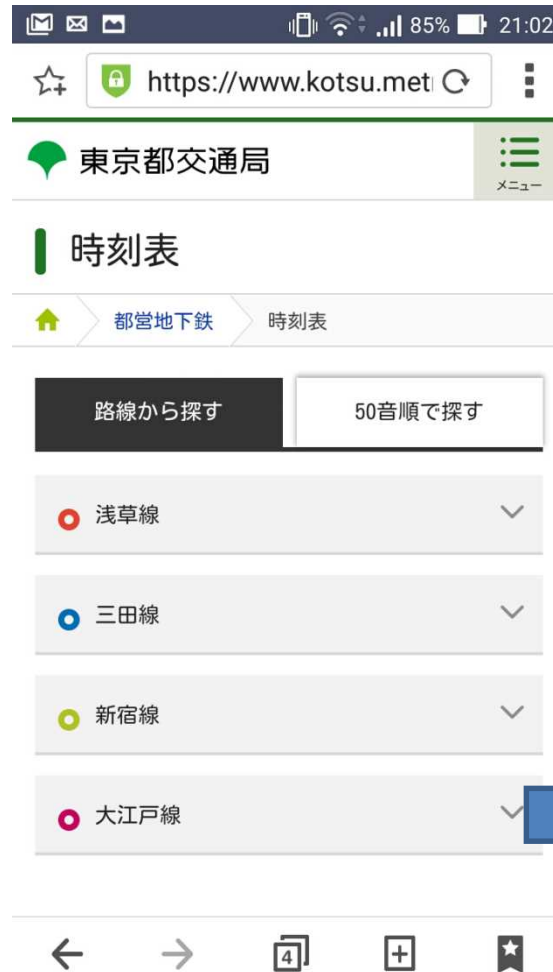 85% 21:02
https://www.kotsu.met
東京都交通局
メニュー
時刻表
都営地下鉄 時刻表
路線から探す 50音順で探す
浅草線
三田線
新宿線
大江戸線
4